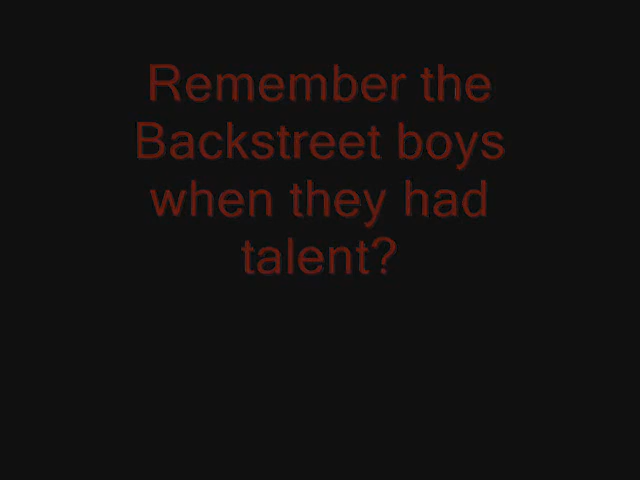 Remember the
Backstreet boys
when they had
talent?